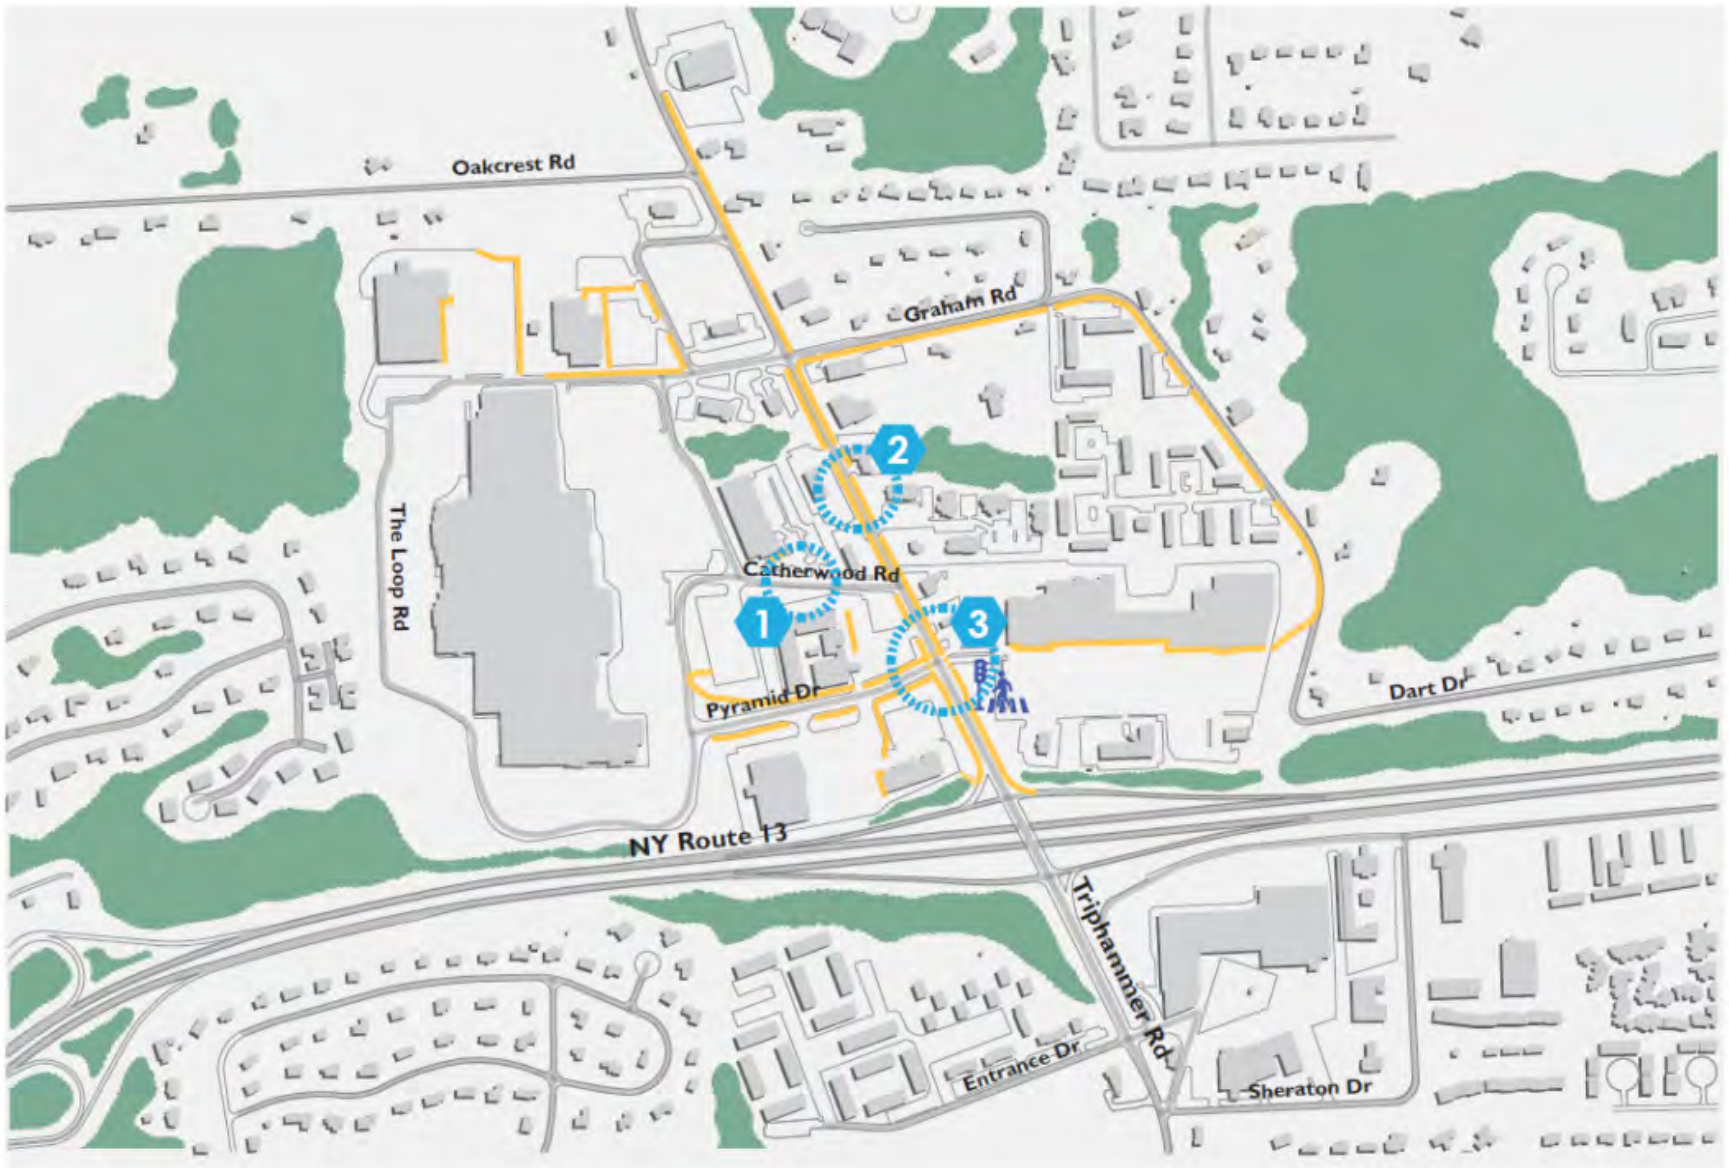 Oakcrest Rd
Graham Rd
2
The Loop Rd
Catherwood Rd
1
3
Pyramid Dr
Dart Dr
NY Route 13
Triphammer Rd
Entrance Dr
Sheraton Dr